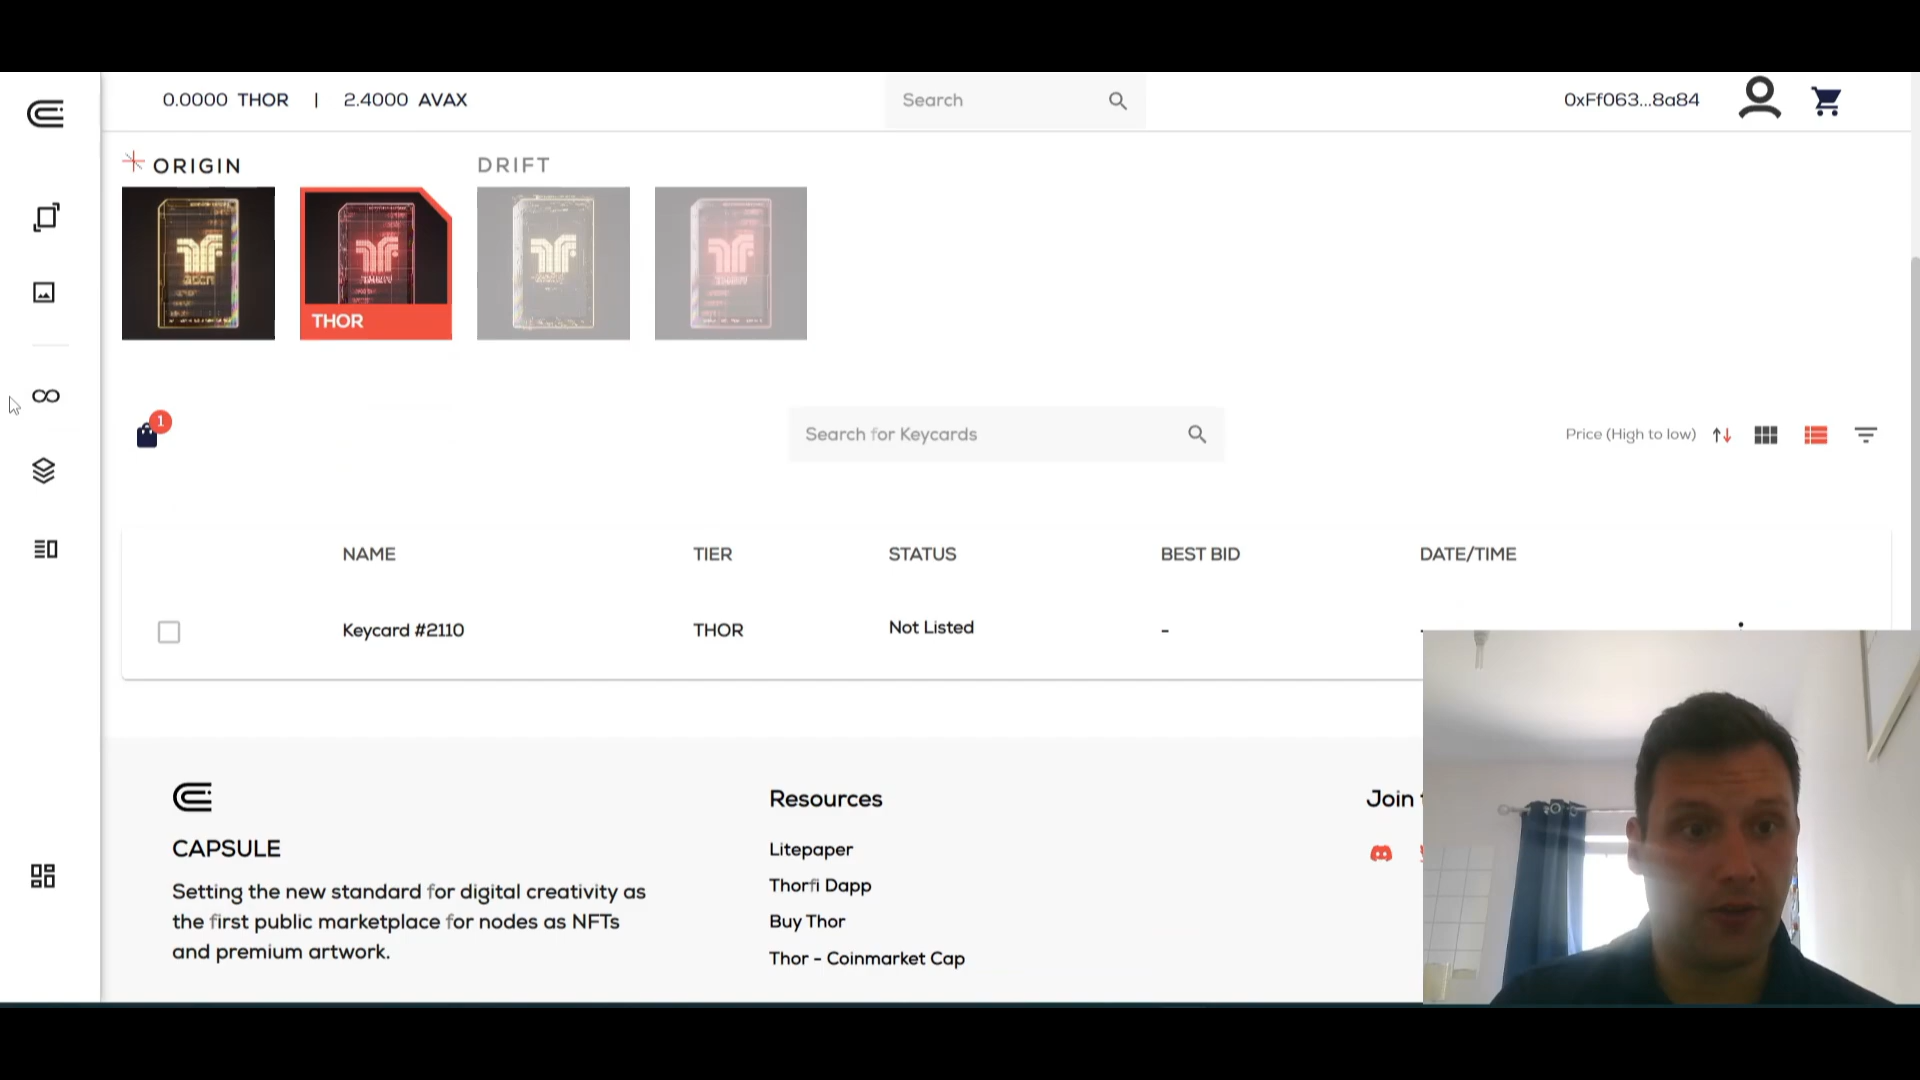 0.0000 THOR | 2.4000 AVAX
Search
0xFf063...8a84
ORIGIN
DRIFT
THOR
1
Search for Keycards
Price (High to low)
NAME TIER STATUS BEST BID DATE/TIME
Keycard #2110 THOR Not Listed - -
CAPSULE
Setting the new standard for digital creativity as
the first public marketplace for nodes as NFTs
and premium artwork.
Resources
Litepaper
Thorfi Dapp
Buy Thor
Thor - Coinmarket Cap
Join